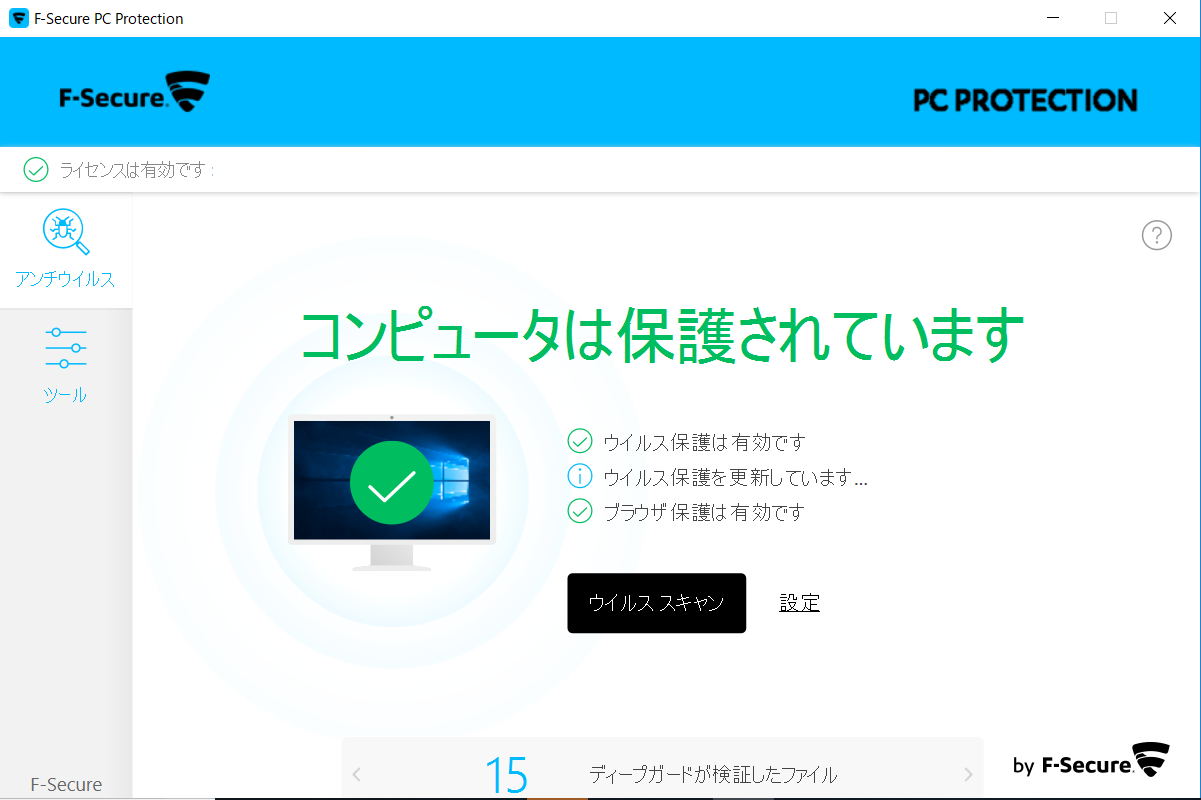 F-Secure PC Protection
F-Secure.
PC PROTECTION
ライセンスは有効です :
アンチウイルス
ツール
コンピュータは保護されています
ウイルス保護は有効です
ウイルス保護を更新しています...
ブラウザ保護は有効です
ウイルス スキャン
設定
15 ディープガードが検証したファイル
by F-Secure.
F-Secure